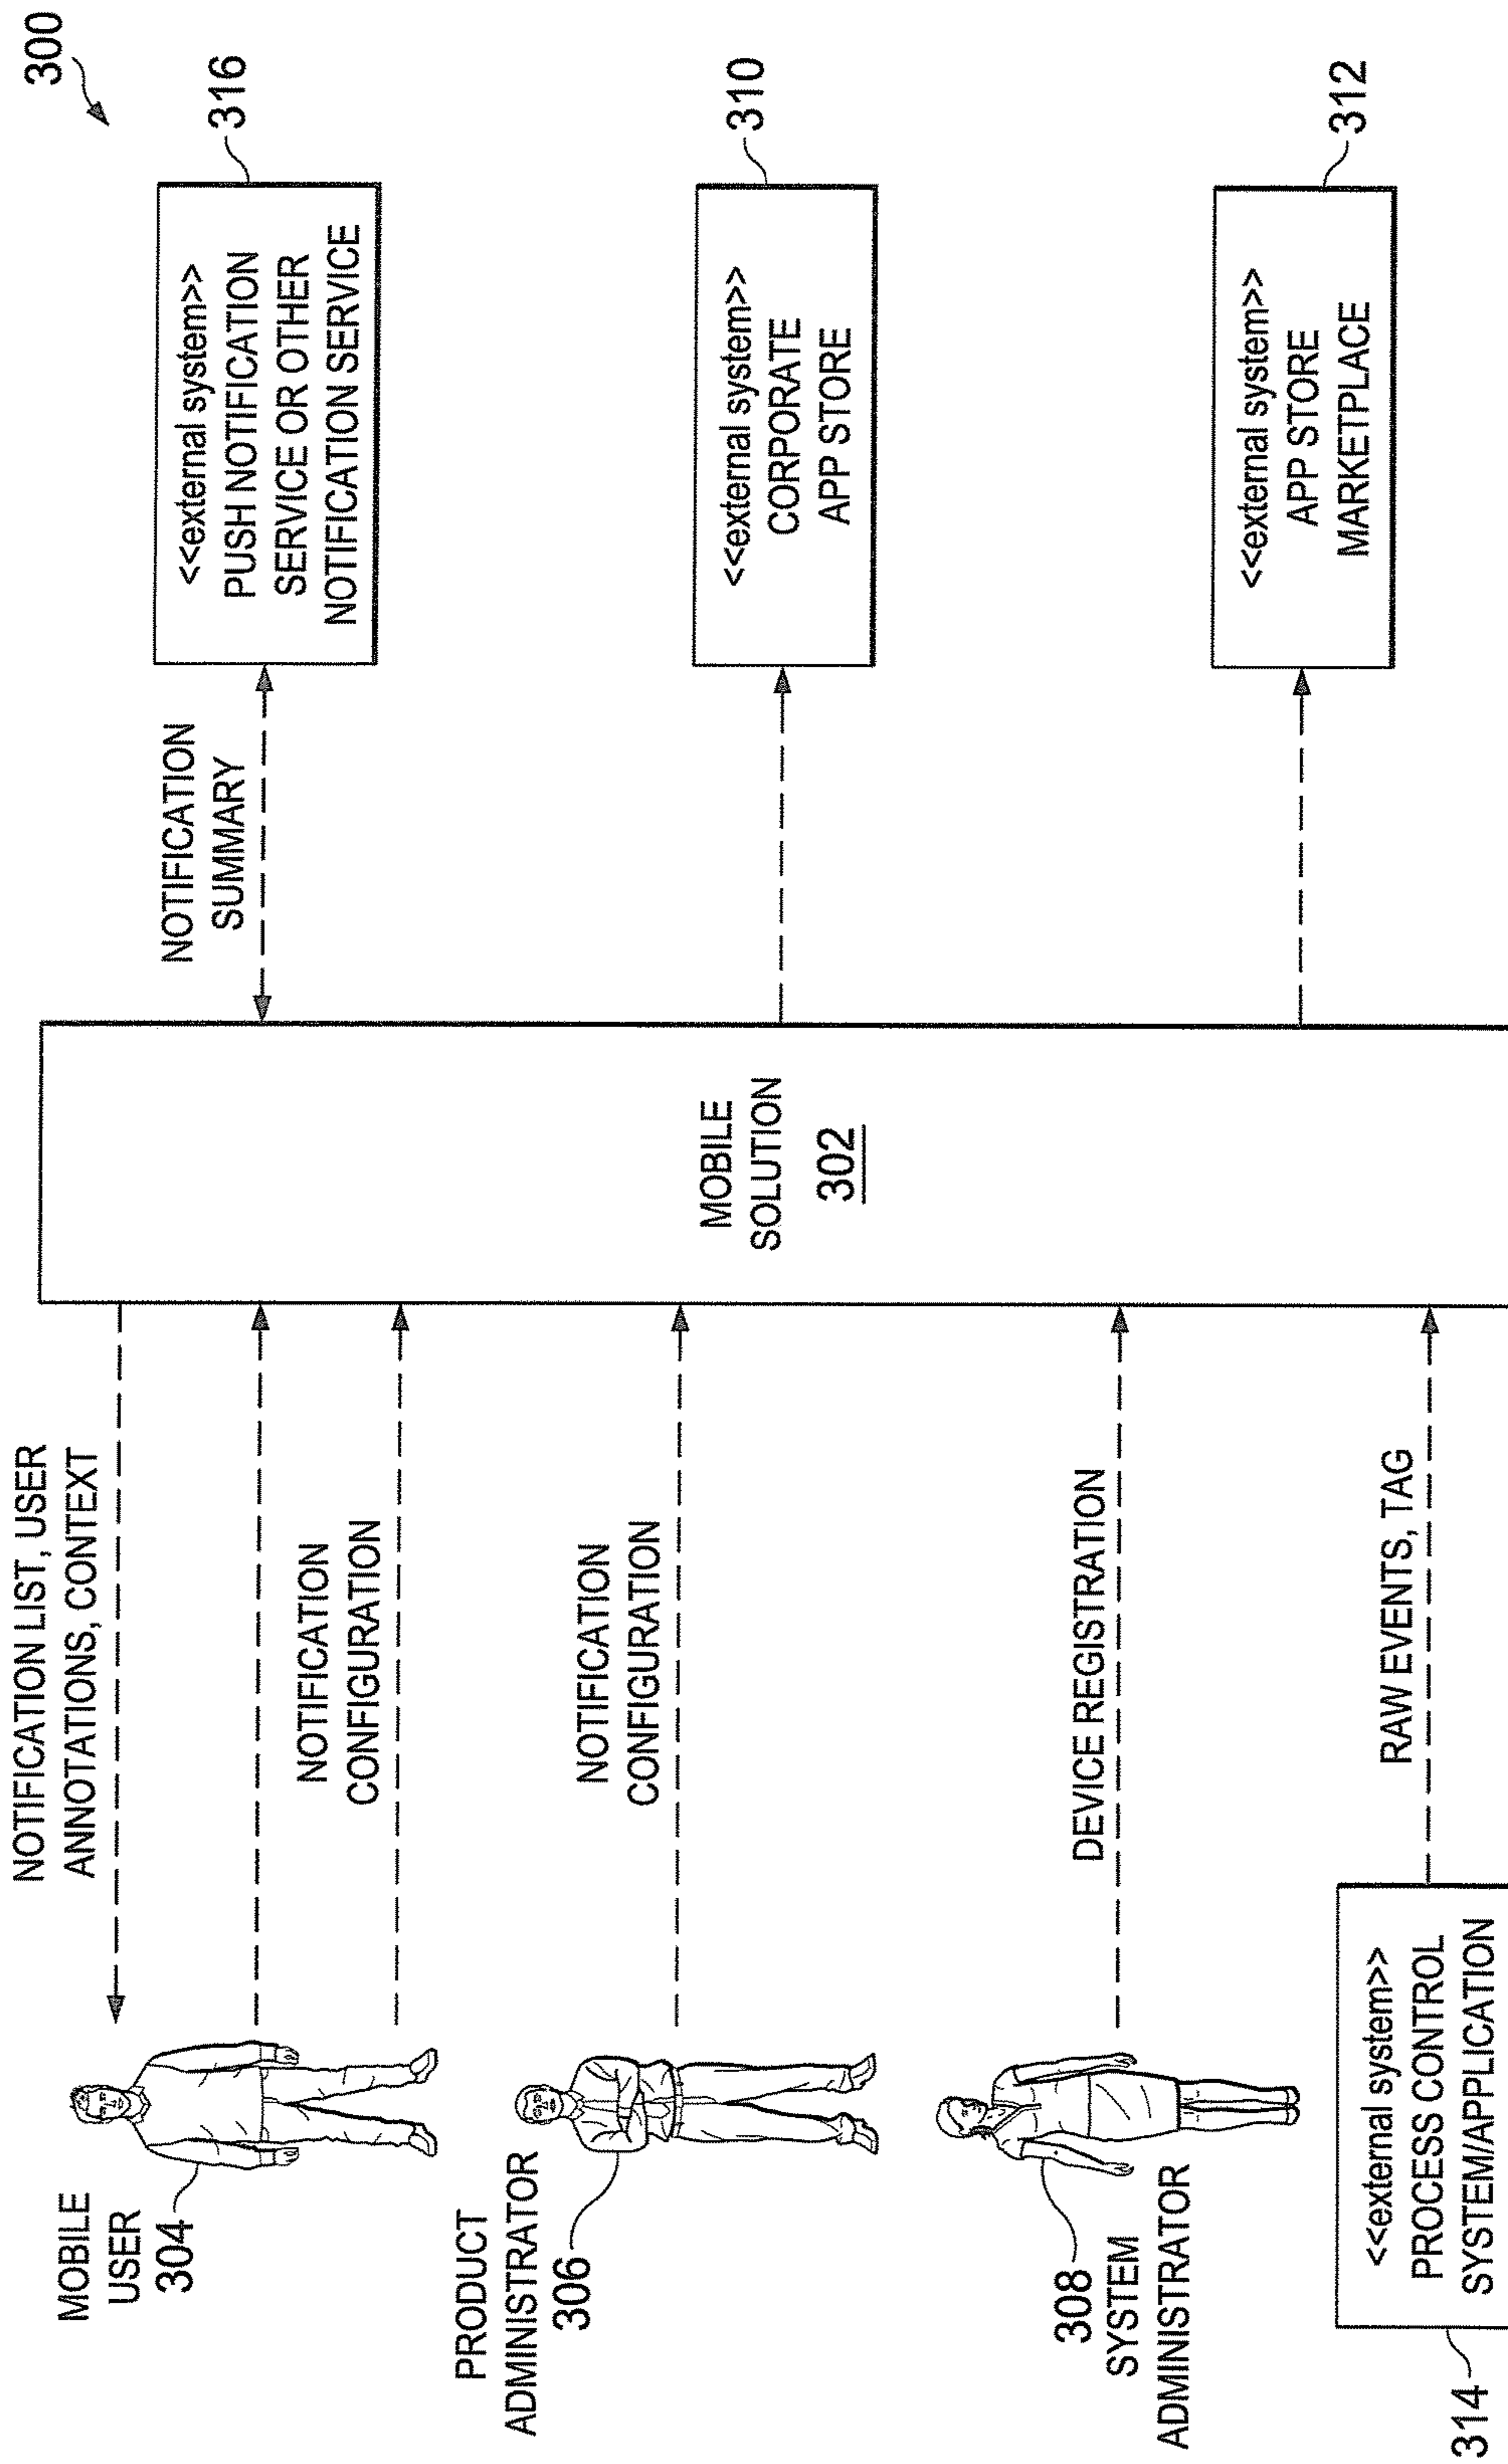 300
NOTIFICATION LIST, USER
ANNOTATIONS, CONTEXT
MOBILE
USER
304
NOTIFICATION
CONFIGURATION
PRODUCT
ADMINISTRATOR
306
NOTIFICATION
CONFIGURATION
308
SYSTEM
ADMINISTRATOR
DEVICE REGISTRATION
<<external system>>
PROCESS CONTROL
SYSTEM/APPLICATION
314
RAW EVENTS, TAG
MOBILE
SOLUTION
302
NOTIFICATION
SUMMARY
<<external system>>
PUSH NOTIFICATION
SERVICE OR OTHER
NOTIFICATION SERVICE
316
<<external system>>
CORPORATE
APP STORE
310
<<external system>>
APP STORE
MARKETPLACE
312